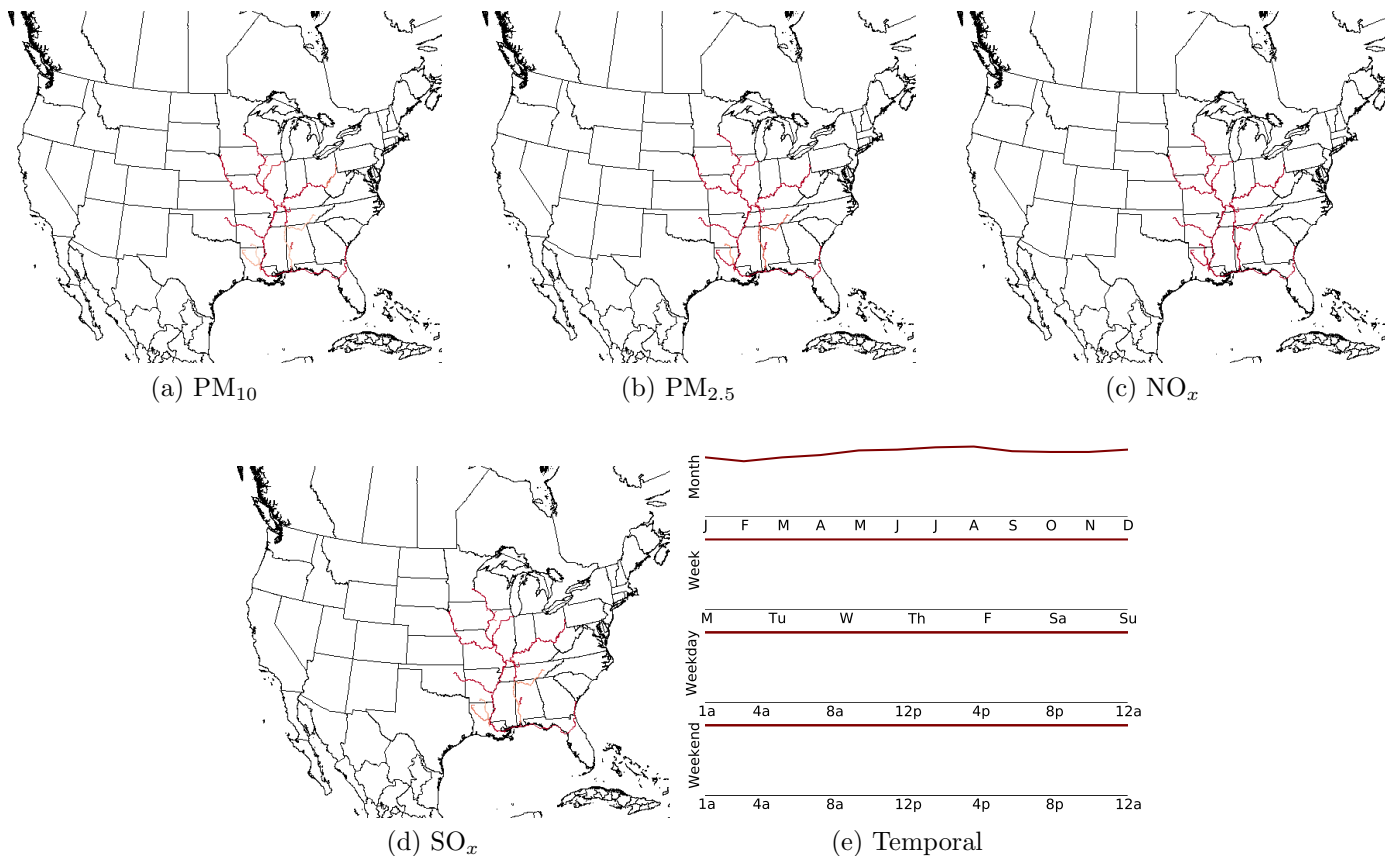 (a) PM₁₀
(b) PM₂.₅
(c) NOₓ
Month
J F M A M J J A S O N D
Week
M Tu W Th F Sa Su
Weekday
1a 4a 8a 12p 4p 8p 12a
Weekend
1a 4a 8a 12p 4p 8p 12a
(d) SOₓ
(e) Temporal